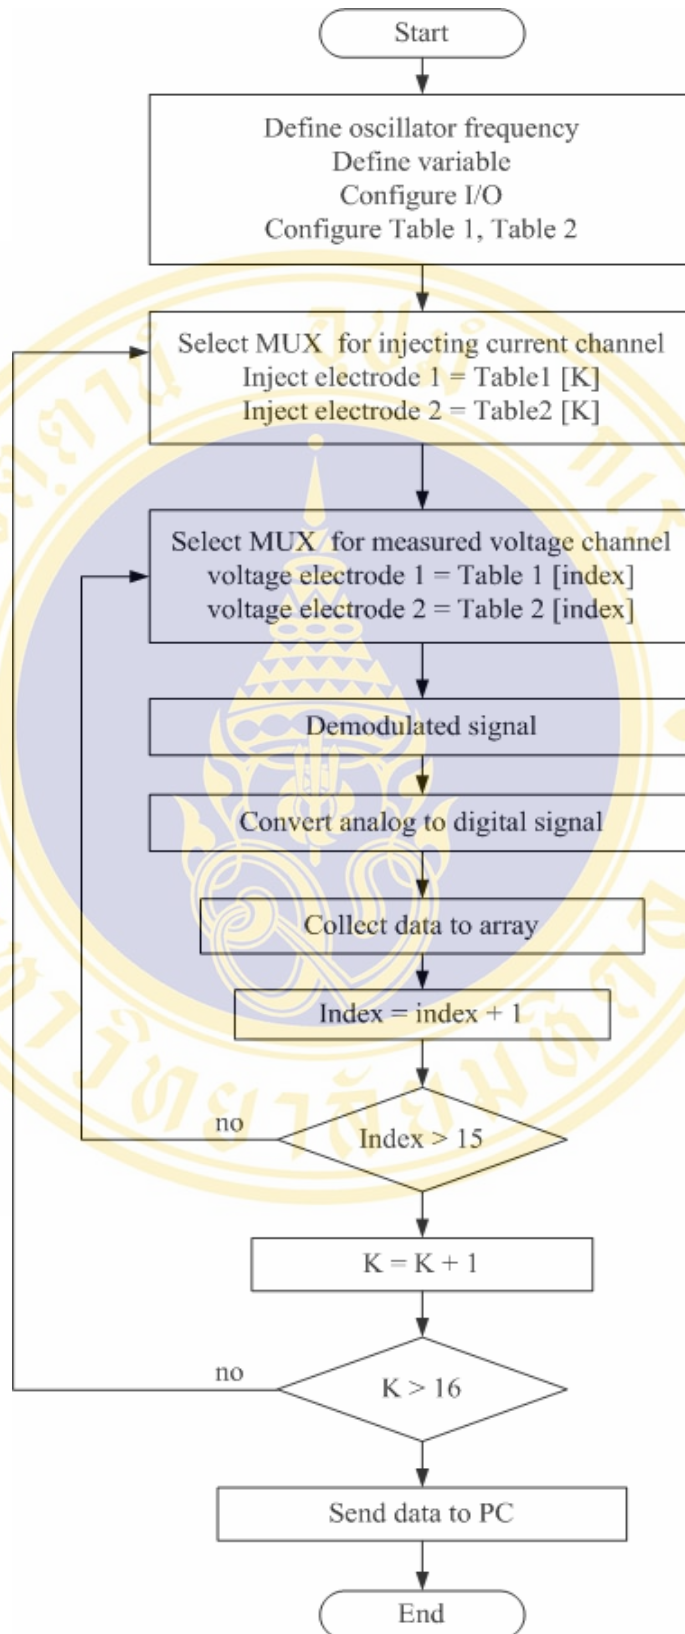 Start
Define oscillator frequency
Define variable
Configure I/O
Configure Table 1, Table 2
Select MUX for injecting current channel
Inject electrode 1 = Table1 [K]
Inject electrode 2 = Table2 [K]
Select MUX for measured voltage channel
voltage electrode 1 = Table 1 [index]
voltage electrode 2 = Table 2 [index]
Demodulated signal
Convert analog to digital signal
Collect data to array
Index = index + 1
no
Index > 15
K = K + 1
no
K > 16
Send data to PC
End